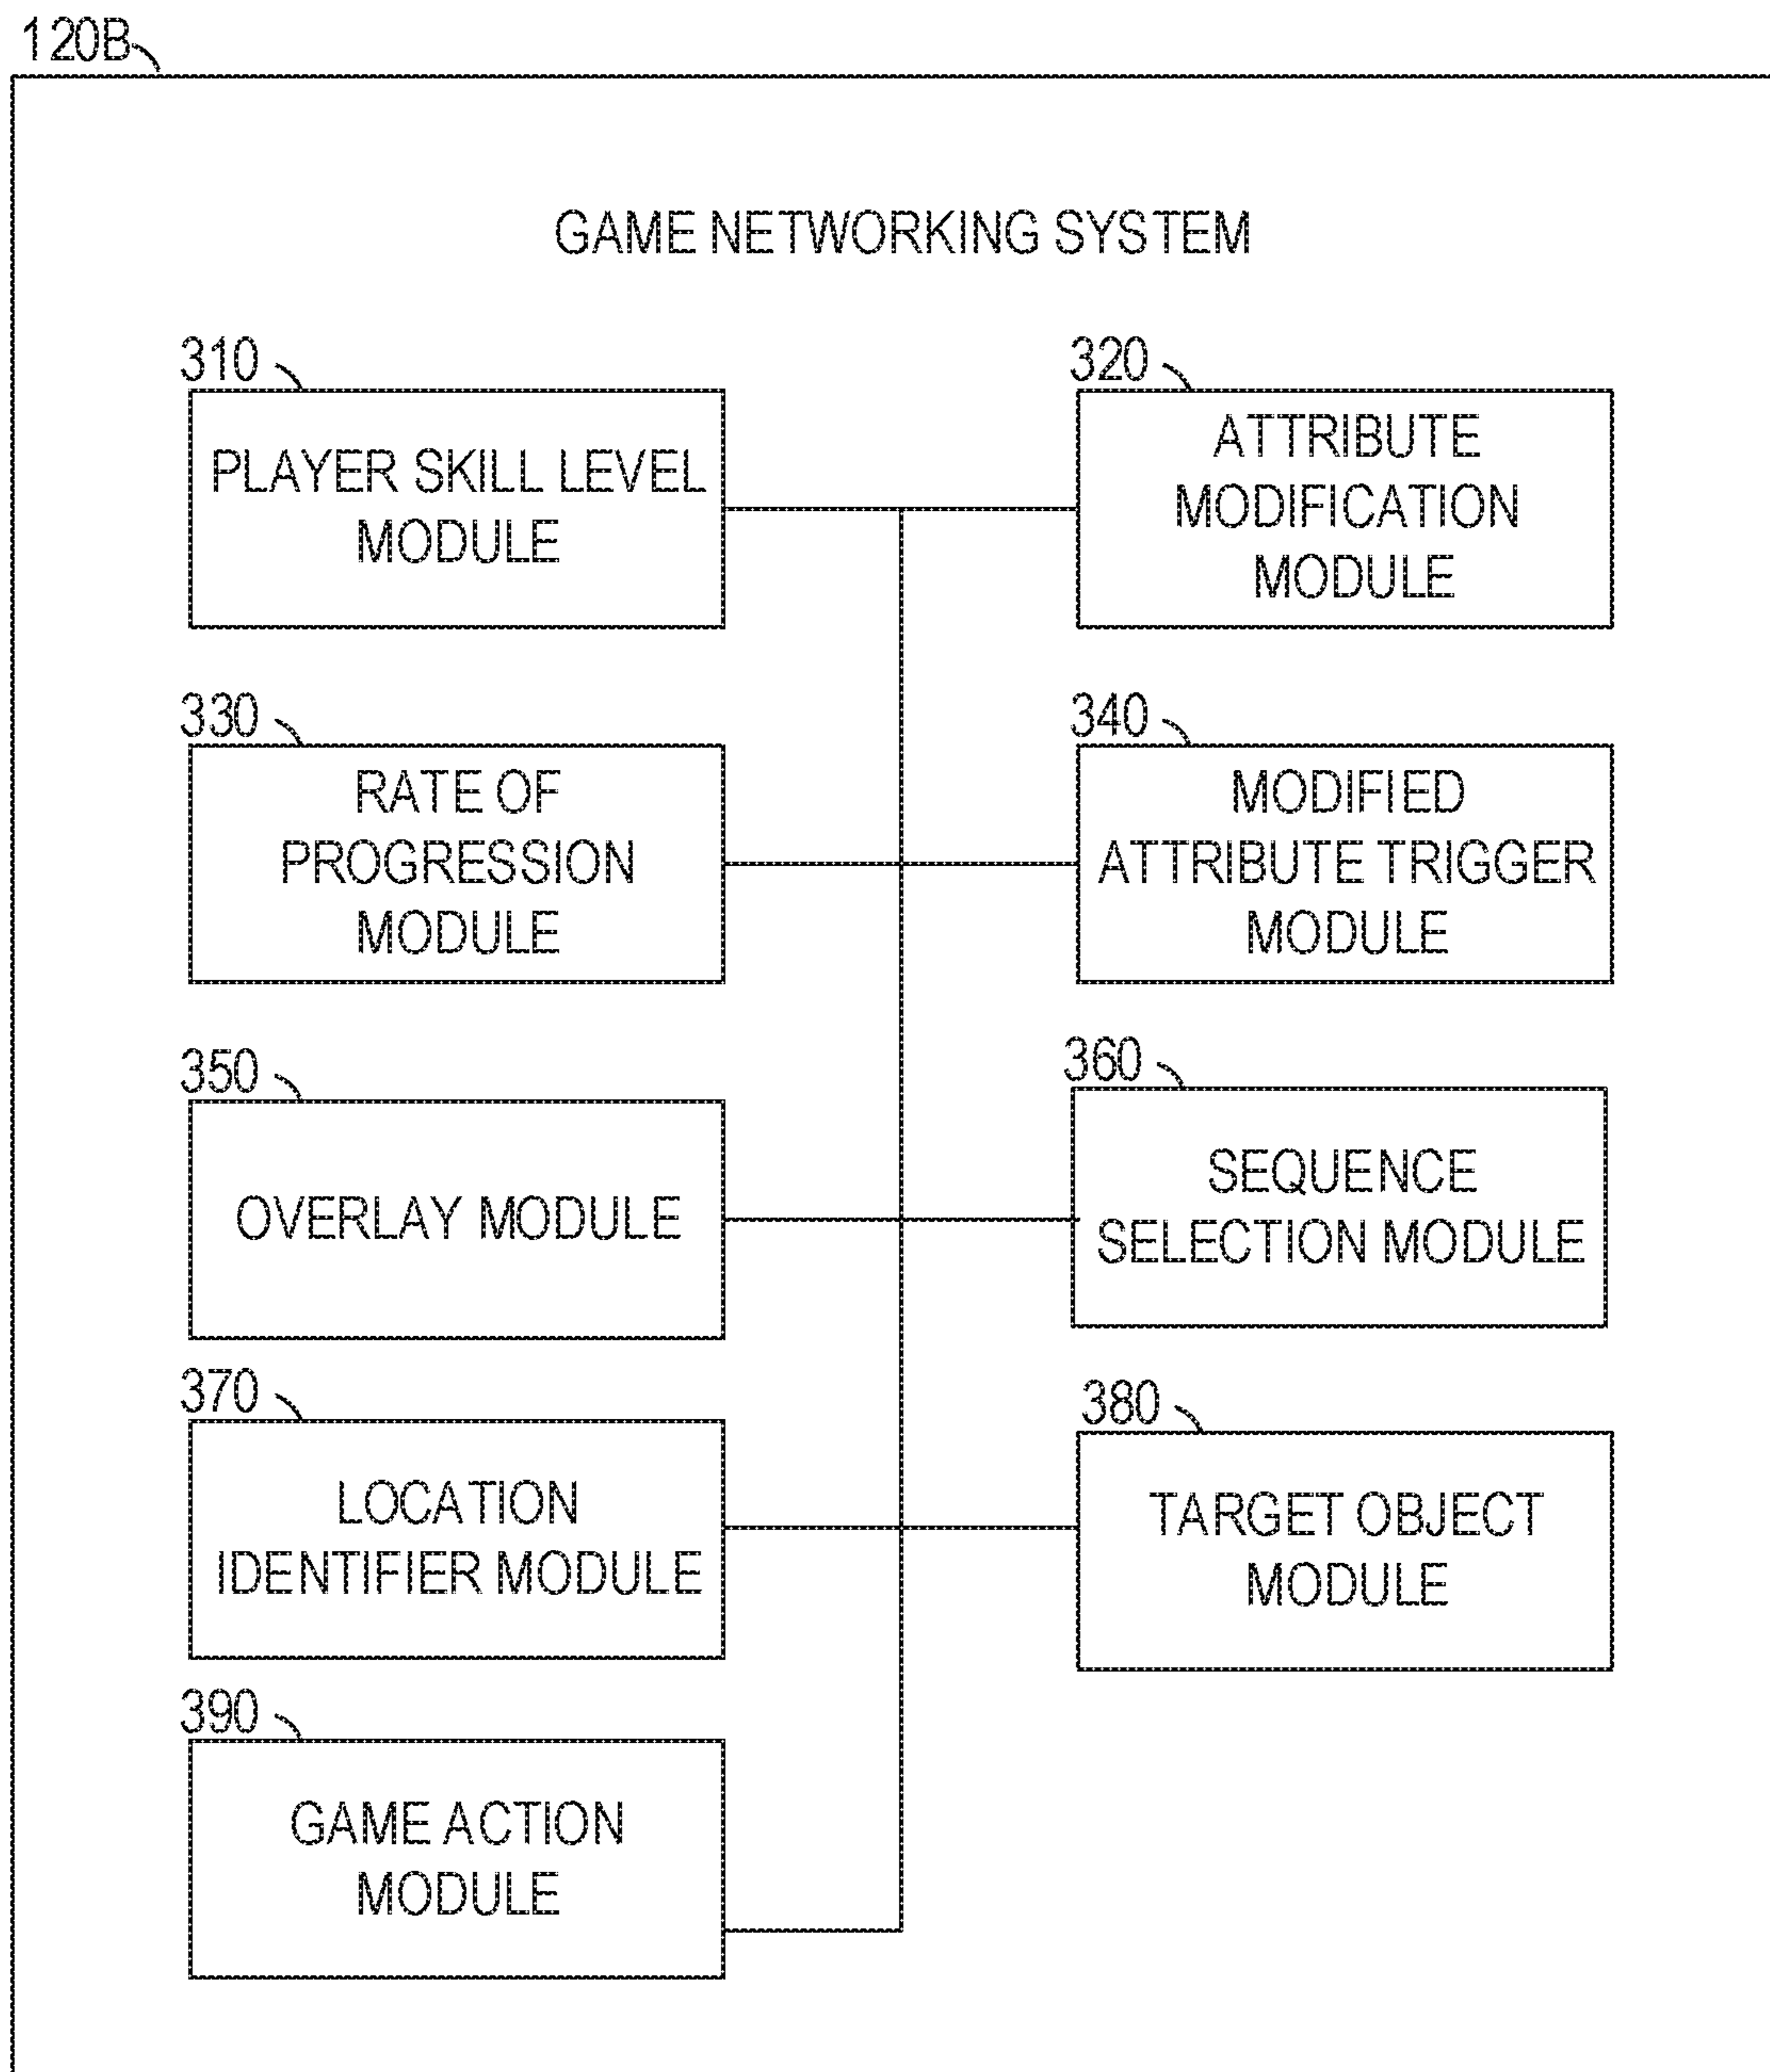 120B
GAME NETWORKING SYSTEM
310
PLAYER SKILL LEVEL
MODULE
320
ATTRIBUTE
MODIFICATION
MODULE
330
RATE OF
PROGRESSION
MODULE
340
MODIFIED
ATTRIBUTE TRIGGER
MODULE
350
OVERLAY MODULE
360
SEQUENCE
SELECTION MODULE
370
LOCATION
IDENTIFIER MODULE
380
TARGET OBJECT
MODULE
390
GAME ACTION
MODULE